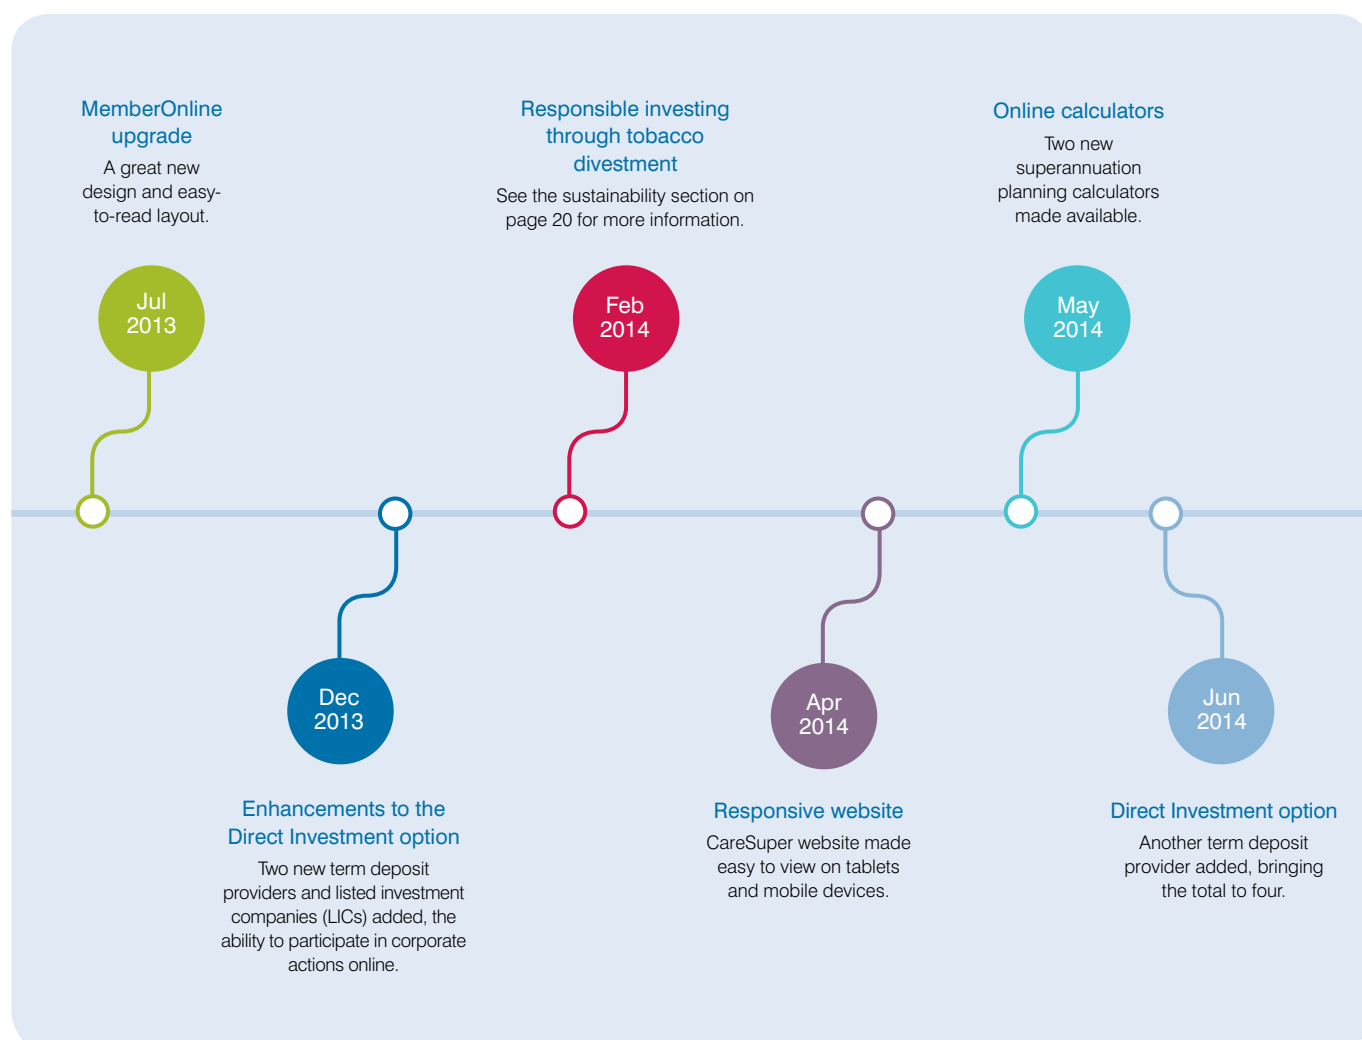 MemberOnline
upgrade
A great new
design and easy-
to-read layout.
Jul
2013
Dec
2013
Enhancements to the
Direct Investment option
Two new term deposit
providers and listed investment
companies (LICs) added, the
ability to participate in corporate
actions online.
Responsible investing
through tobacco
divestment
See the sustainability section on
page 20 for more information.
Feb
2014
Apr
2014
Responsive website
CareSuper website made
easy to view on tablets
and mobile devices.
Online calculators
Two new
superannuation
planning calculators
made available.
May
2014
Jun
2014
Direct Investment option
Another term deposit
provider added, bringing
the total to four.